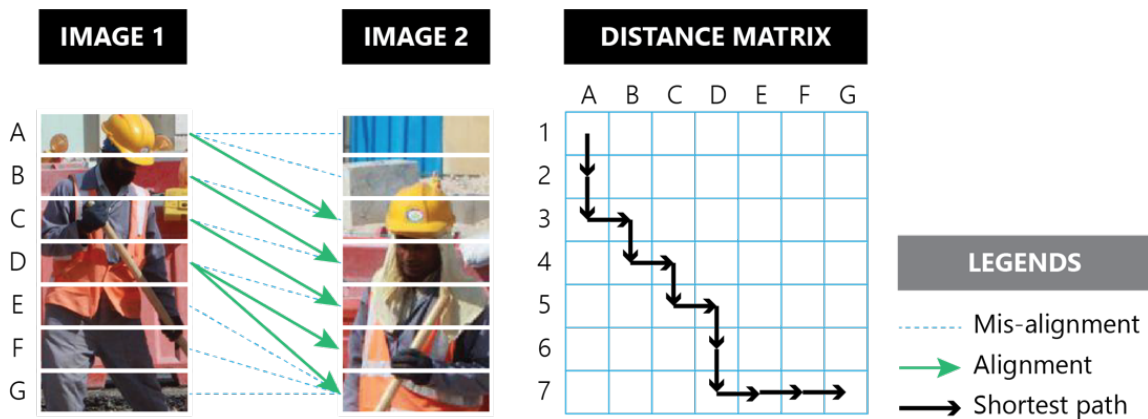 IMAGE 1
IMAGE 2
DISTANCE MATRIX
A B C D E F G
A
B
C
D
E
F
G
1
2
3
4
5
6
7
LEGENDS
Mis-alignment
Alignment
Shortest path